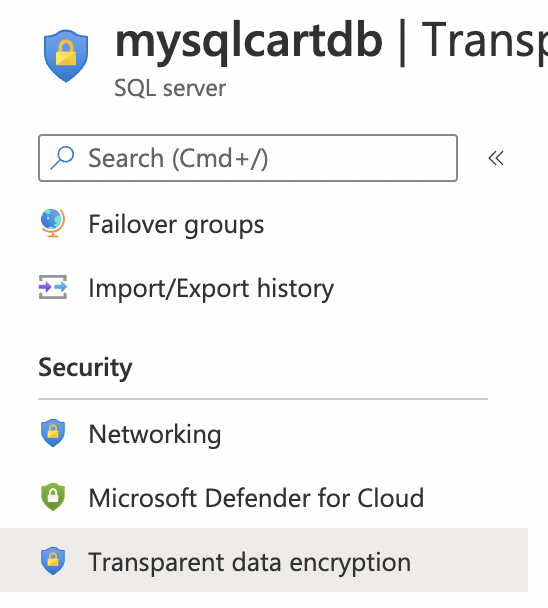 mysqlcartdb | Transp
SQL server
Search (Cmd+/)
«
Failover groups
Import/Export history
Security
Networking
Microsoft Defender for Cloud
Transparent data encryption